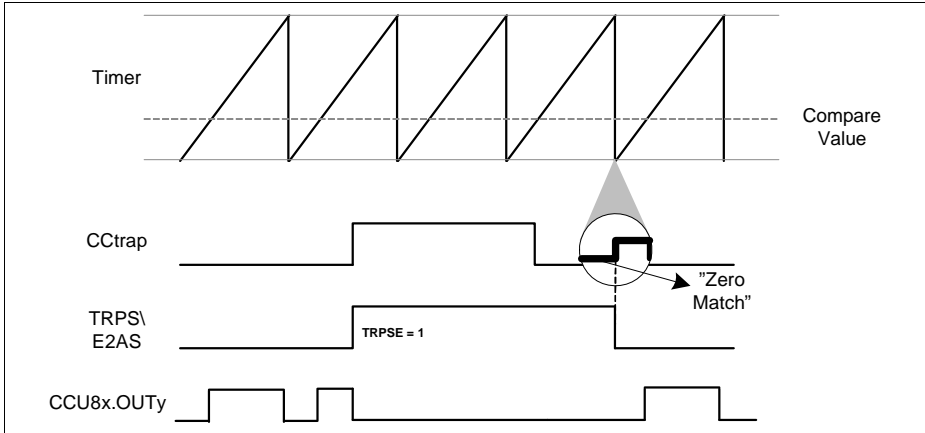 Timer
Compare
Value
CCtrap
”Zero
Match”
TRPS\
E2AS
TRPSE = 1
CCU8x.OUTy